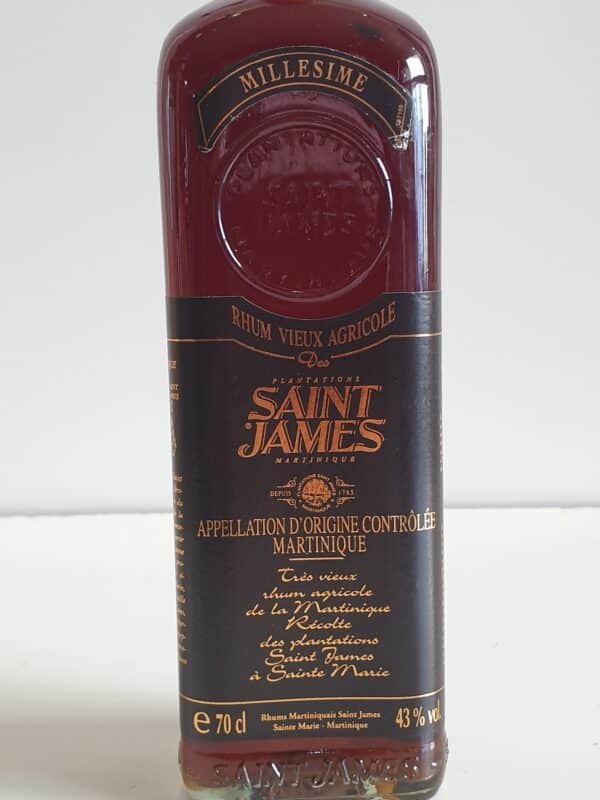 MILLESIME
PLANTATIONS
SAINT
JAMES
RHUM VIEUX AGRICOLE
Des
PLANTATIONS
SAINT
JAMES
MARTINIQUE
DEPUIS 1765
APPELLATION D'ORIGINE CONTRÔLÉE
MARTINIQUE
Très vieux
rhum agricole
de la Martinique
Récolte
des plantations
Saint James
à Sainte Marie
e 70 cl
Rhums Martiniquais Saint James
Sainte Marie - Martinique
43 % vol.
SAINT JAMES